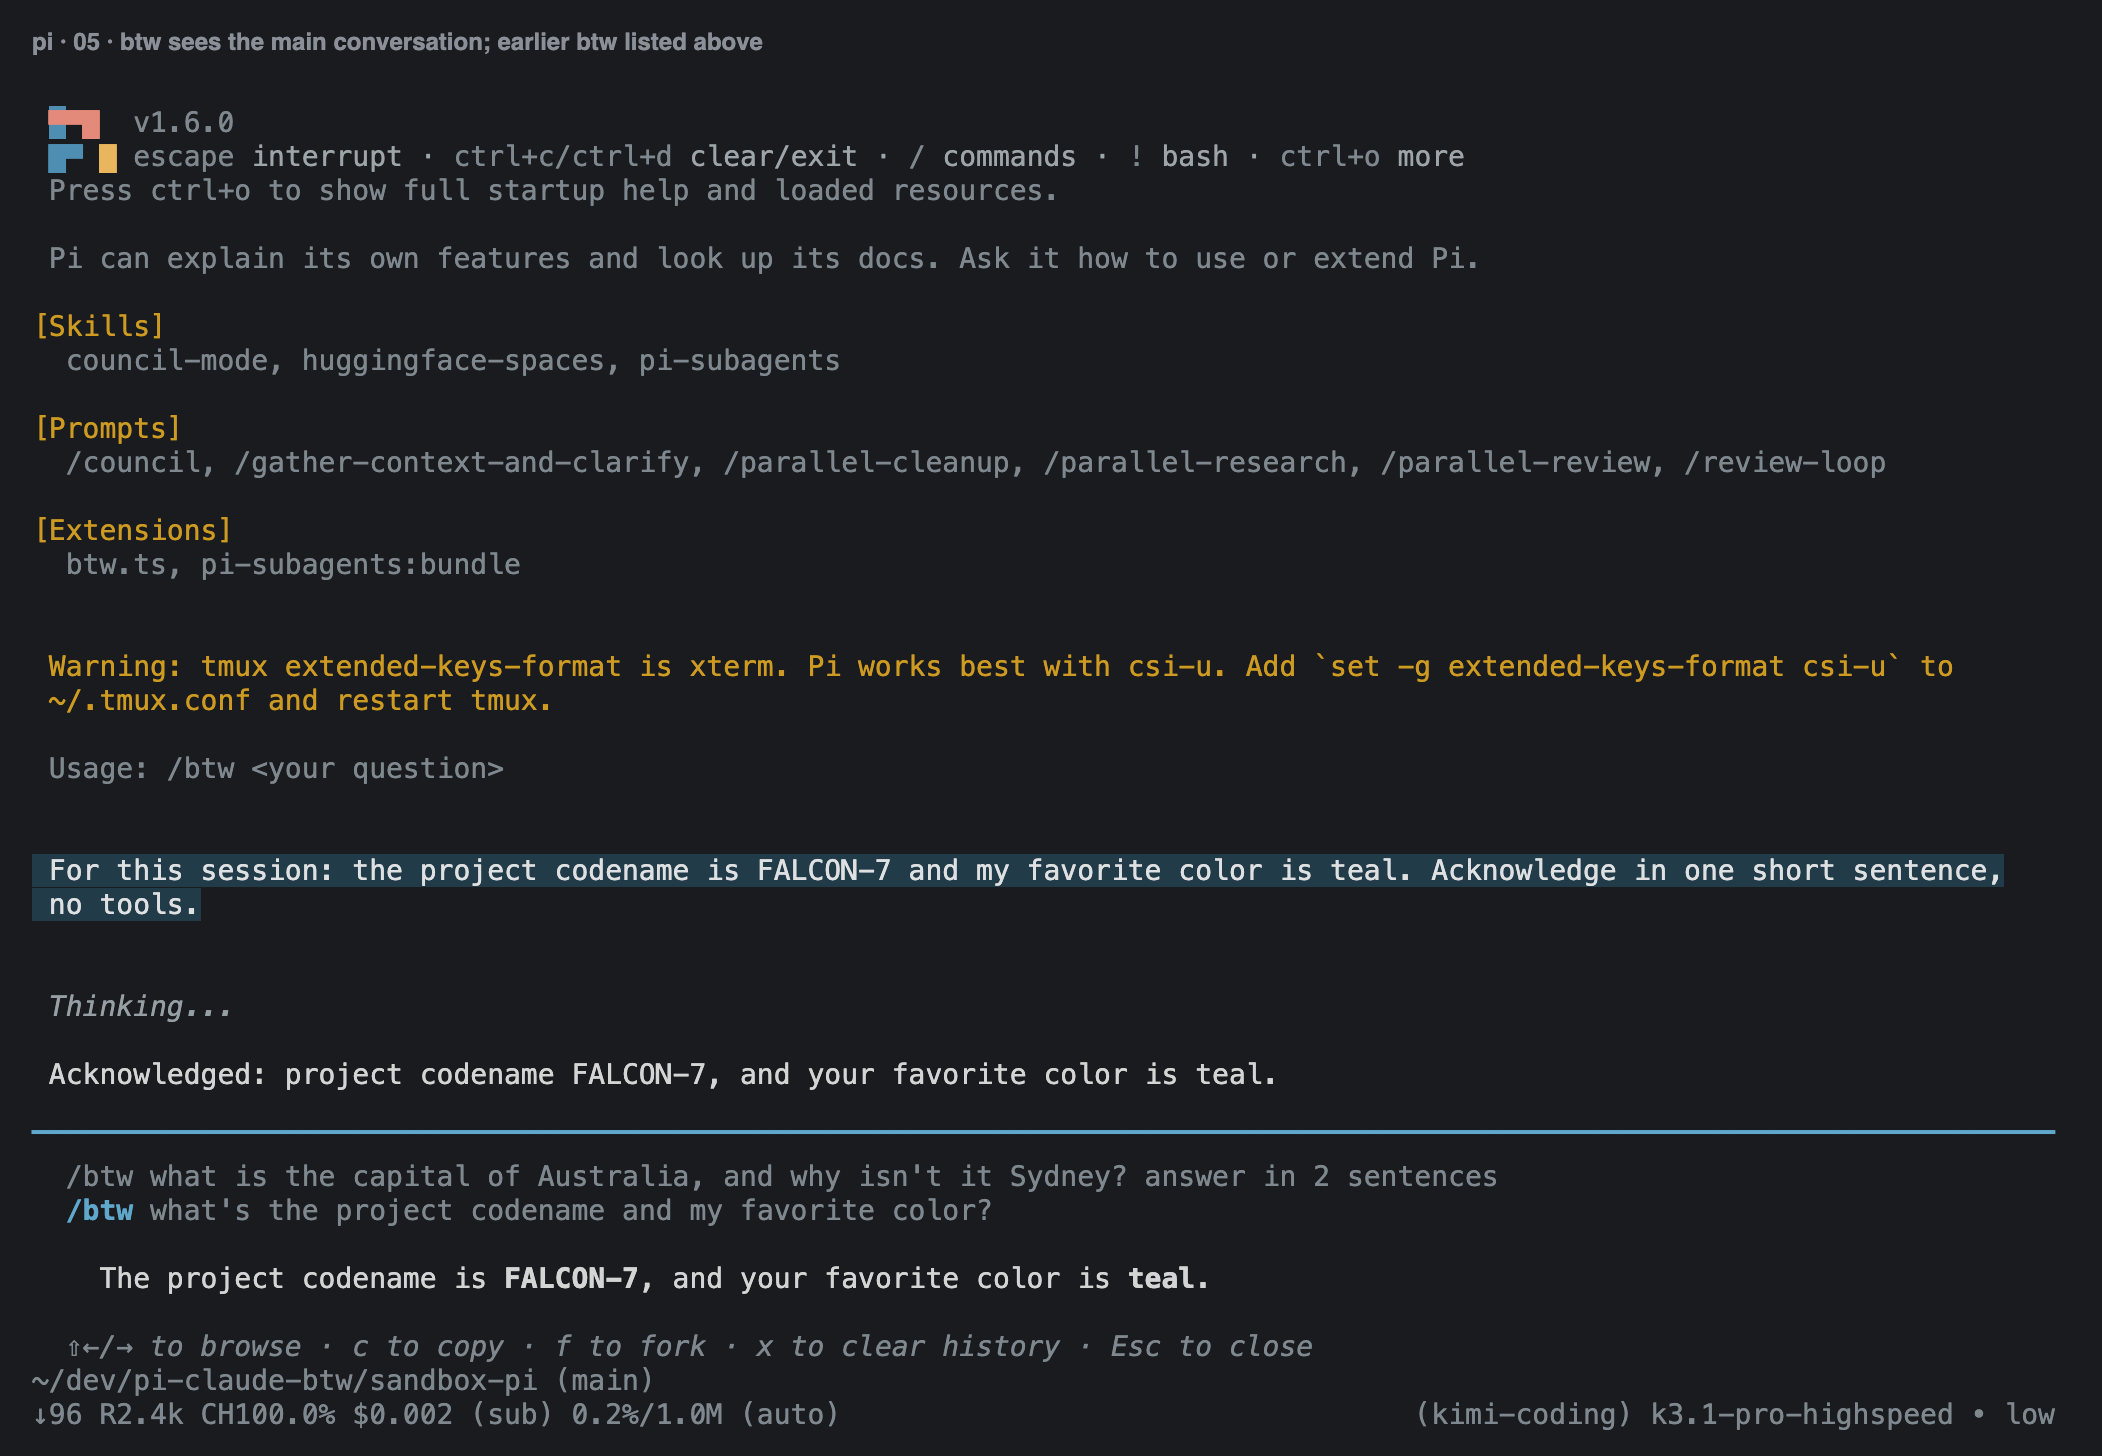 pi · 05 · btw sees the main conversation; earlier btw listed above
v1.6.0
escape interrupt · ctrl+c/ctrl+d clear/exit · / commands · ! bash · ctrl+o more
Press ctrl+o to show full startup help and loaded resources.
Pi can explain its own features and look up its docs. Ask it how to use or extend Pi.
[Skills]
council-mode, huggingface-spaces, pi-subagents
[Prompts]
/council, /gather-context-and-clarify, /parallel-cleanup, /parallel-research, /parallel-review, /review-loop
[Extensions]
btw.ts, pi-subagents:bundle
Warning: tmux extended-keys-format is xterm. Pi works best with csi-u. Add `set -g extended-keys-format csi-u` to
~/.tmux.conf and restart tmux.
Usage: /btw <your question>
For this session: the project codename is FALCON-7 and my favorite color is teal. Acknowledge in one short sentence,
no tools.
Thinking...
Acknowledged: project codename FALCON-7, and your favorite color is teal.
/btw what is the capital of Australia, and why isn't it Sydney? answer in 2 sentences
/btw what's the project codename and my favorite color?
The project codename is FALCON-7, and your favorite color is teal.
⇧←/→ to browse · c to copy · f to fork · x to clear history · Esc to close
~/dev/pi-claude-btw/sandbox-pi (main)
↓96 R2.4k CH100.0% $0.002 (sub) 0.2%/1.0M (auto) (kimi-coding) k3.1-pro-highspeed • low